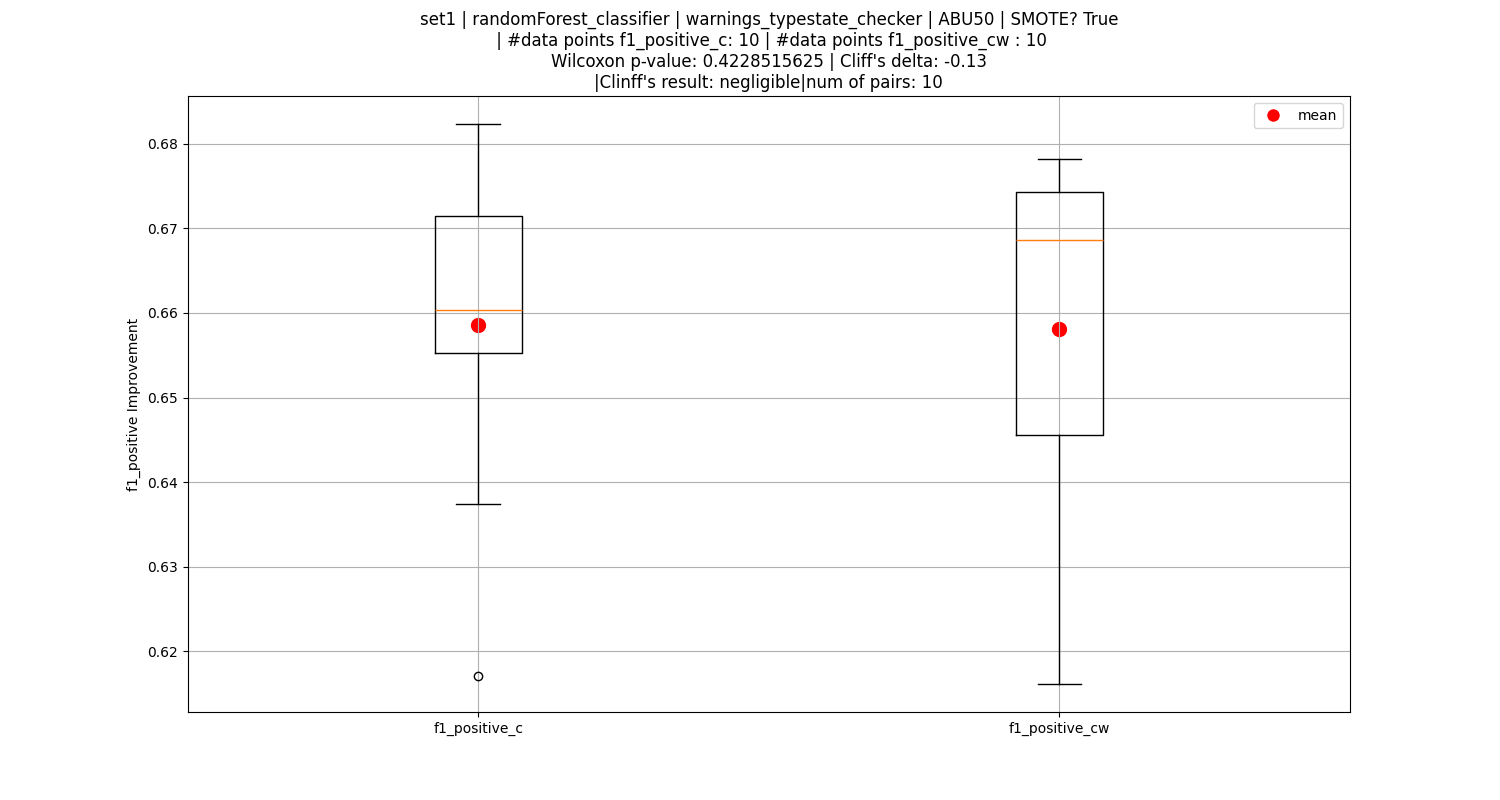 set1 | randomForest_classifier | warnings_typestate_checker | ABU50 | SMOTE? True
| #data points f1_positive_c: 10 | #data points f1_positive_cw : 10
Wilcoxon p-value: 0.4228515625 | Cliff's delta: -0.13
|Clinff's result: negligible|num of pairs: 10
mean
f1_positive Improvement
0.68
0.67
0.66
0.65
0.64
0.63
0.62
f1_positive_c
f1_positive_cw